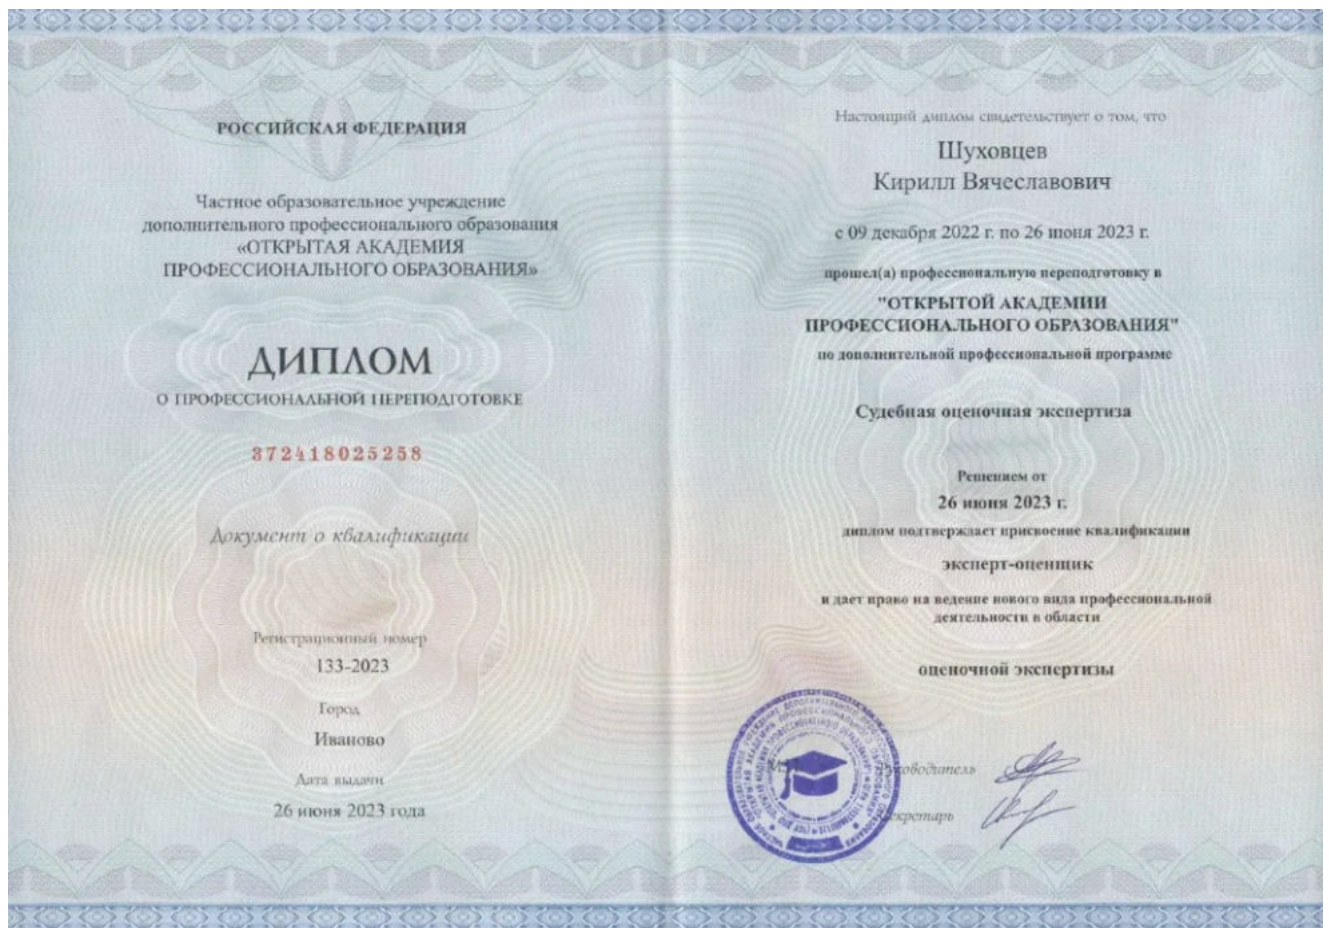 РОССИЙСКАЯ ФЕДЕРАЦИЯ
Частное образовательное учреждение
дополнительного профессионального образования
«ОТКРЫТАЯ АКАДЕМИЯ
ПРОФЕССИОНАЛЬНОГО ОБРАЗОВАНИЯ»
ДИПЛОМ
О ПРОФЕССИОНАЛЬНОЙ ПЕРЕПОДГОТОВКЕ
372418025258
Документ о квалификации
Регистрационный номер
133-2023
Город
Иваново
Дата выдачи
26 июня 2023 года
Настоящий диплом свидетельствует о том, что
Шуховцев
Кирилл Вячеславович
с 09 декабря 2022 г. по 26 июня 2023 г.
прошел(а) профессиональную переподготовку в
"ОТКРЫТОЙ АКАДЕМИИ
ПРОФЕССИОНАЛЬНОГО ОБРАЗОВАНИЯ"
по дополнительной профессиональной программе
Судебная оценочная экспертиза
Решением от
26 июня 2023 г.
диплом подтверждает присвоение квалификации
эксперт-оценщик
и дает право на ведение нового вида профессиональной
деятельности в области
оценочной экспертизы
Руководитель
Секретарь